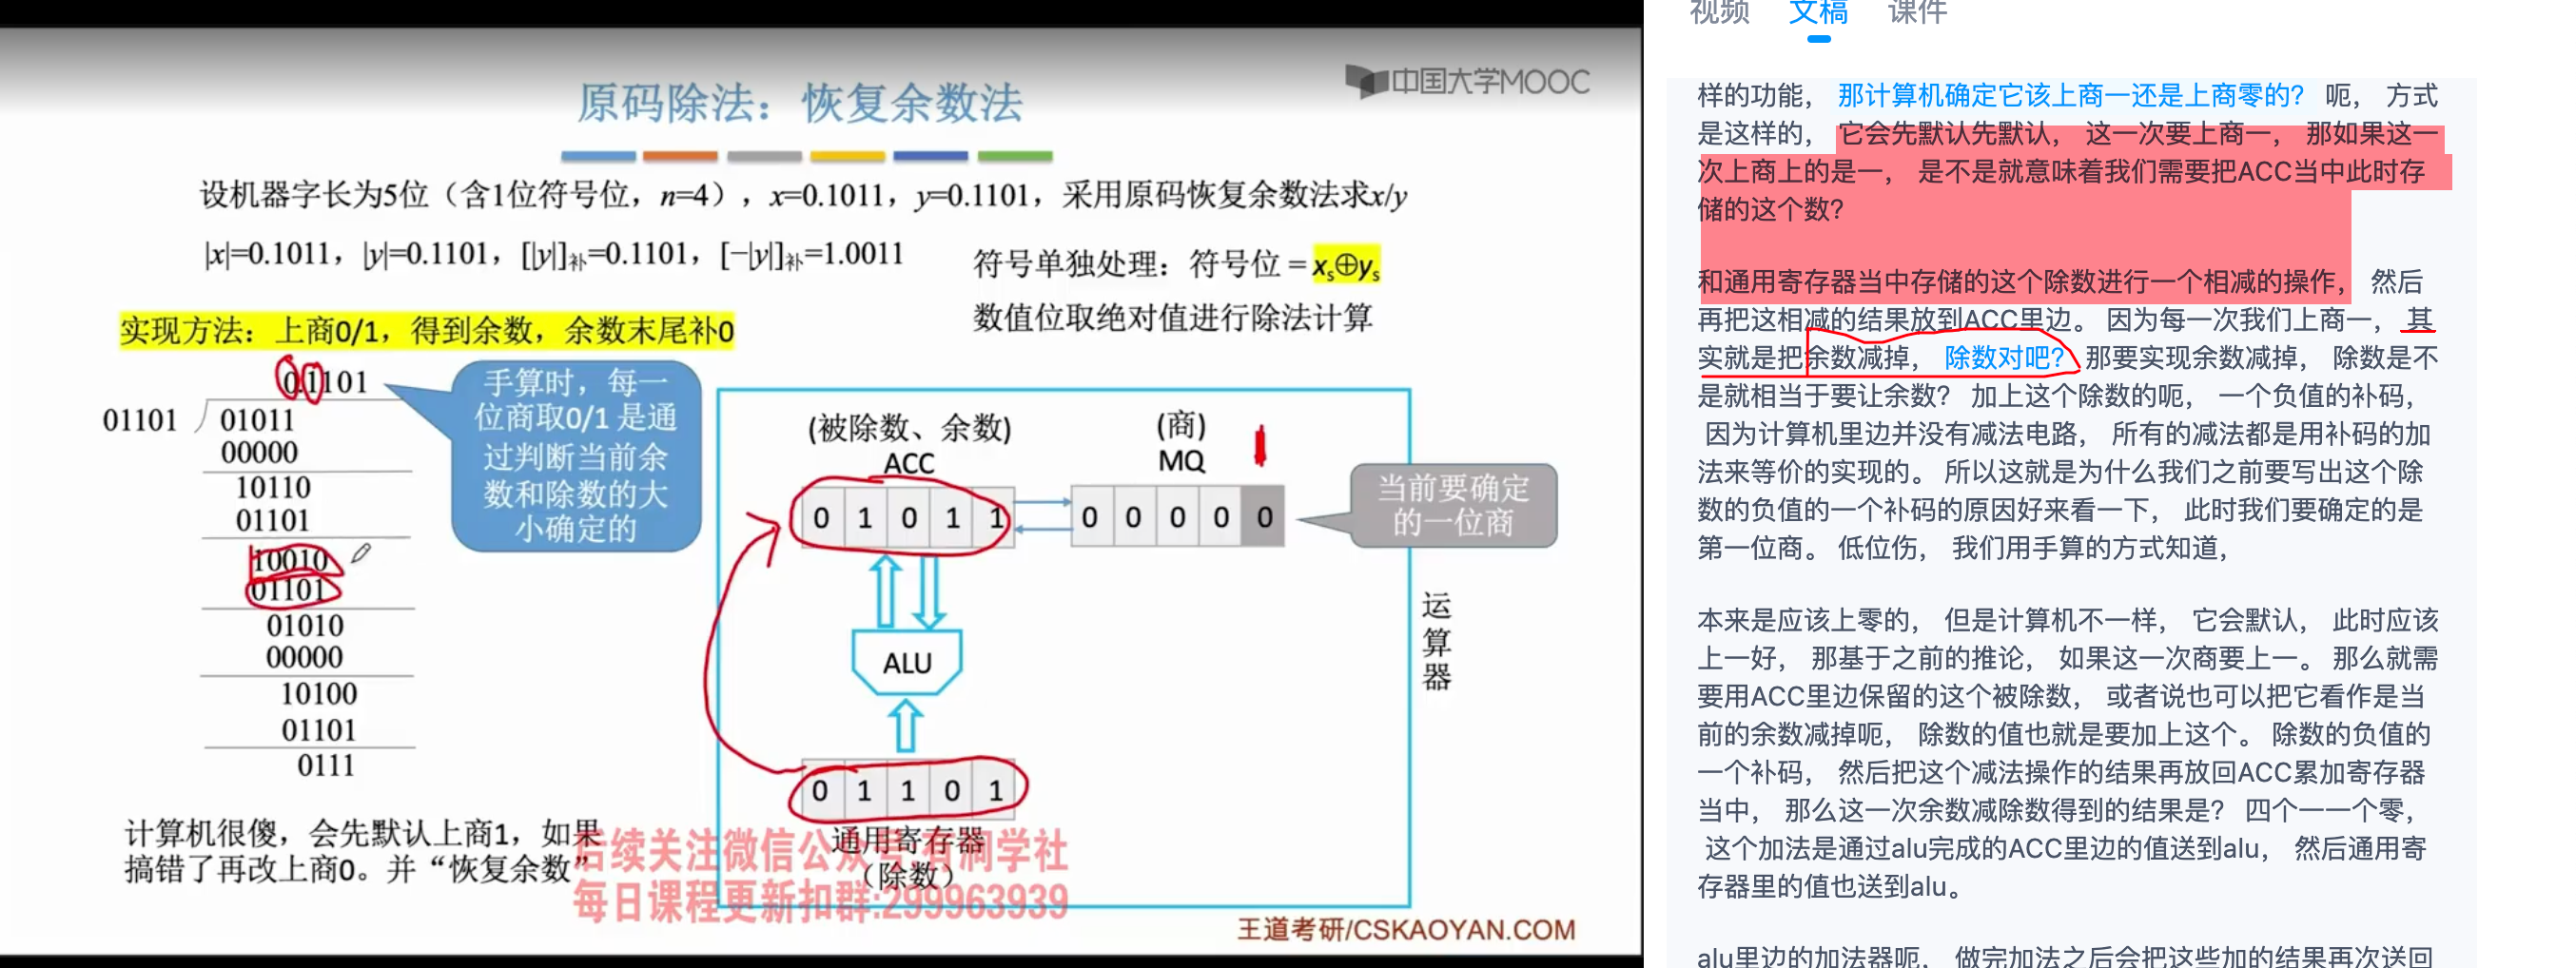 中国大学MOOC
原码除法：恢复余数法
设机器字长为5位（含1位符号位，n=4），x=0.1011，y=0.1101，采用原码恢复余数法求x/y
|x|=0.1011，|y|=0.1101，[|y|]补=0.1101，[−|y|]补=1.0011
符号单独处理：符号位 = xs⊕ys
数值位取绝对值进行除法计算
实现方法：上商0/1，得到余数，余数末尾补0
0.1101
01101
01011
00000
10110
01101
10010
01101
01010
00000
10100
01101
0111
手算时，每一
位商取0/1 是通
过判断当前余
数和除数的大
小确定的
(被除数、余数)
ACC
0 1 0 1 1
(商)
MQ
0 0 0 0 0
当前要确定
的一位商
ALU
运算器
0 1 1 0 1
通用寄存器
（除数）
计算机很傻，会先默认上商1，如果
搞错了再改上商0。并“恢复余数”
每日课程更新扣群:299963939
王道考研/CSKAOYAN.COM
视频 文稿 课件
样的功能， 那计算机确定它该上商一还是上商零的？ 呃， 方式
是这样的， 它会先默认先默认， 这一次要上商一， 那如果这一
次上商上的是一， 是不是就意味着我们需要把ACC当中此时存
储的这个数？
和通用寄存器当中存储的这个除数进行一个相减的操作， 然后
再把这相减的结果放到ACC里边。 因为每一次我们上商一， 其
实就是把余数减掉， 除数对吧？ 那要实现余数减掉， 除数是不
是就相当于要让余数？ 加上这个除数的呃， 一个负值的补码，
因为计算机里边并没有减法电路， 所有的减法都是用补码的加
法来等价的实现的。 所以这就是为什么我们之前要写出这个除
数的负值的一个补码的原因好来看一下， 此时我们要确定的是
第一位商。 低位伤， 我们用手算的方式知道，
本来是应该上零的， 但是计算机不一样， 它会默认， 此时应该
上一好， 那基于之前的推论， 如果这一次商要上一。 那么就需
要用ACC里边保留的这个被除数， 或者说也可以把它看作是当
前的余数减掉呃， 除数的值也就是要加上这个。 除数的负值的
一个补码， 然后把这个减法操作的结果再放回ACC累加寄存器
当中， 那么这一次余数减除数得到的结果是？ 四个一一个零，
这个加法是通过alu完成的ACC里边的值送到alu， 然后通用寄
存器里的值也送到alu。
alu里边的加法器呃， 做完加法之后会把这些加的结果再次送回